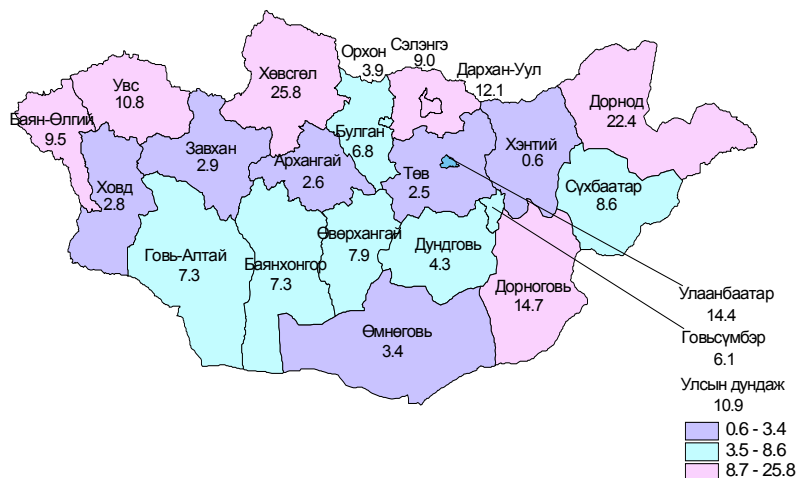 Орхон
3.9
Сэлэнгэ
9.0
Дархан-Уул
12.1
Хөвсгөл
25.8
Увс
10.8
Дорнод
22.4
Баян-Өлгий
9.5
Булган
6.8
Завхан
2.9
Архангай
2.6
Хэнтий
0.6
Төв
2.5
Ховд
2.8
Сүхбаатар
8.6
Өвөрхангай
7.9
Дундговь
4.3
Говь-Алтай
7.3
Баянхонгор
7.3
Дорноговь
14.7
Улаанбаатар
14.4
Өмнөговь
3.4
Говьсүмбэр
6.1
Улсын дундаж
10.9
0.6 - 3.4
3.5 - 8.6
8.7 - 25.8